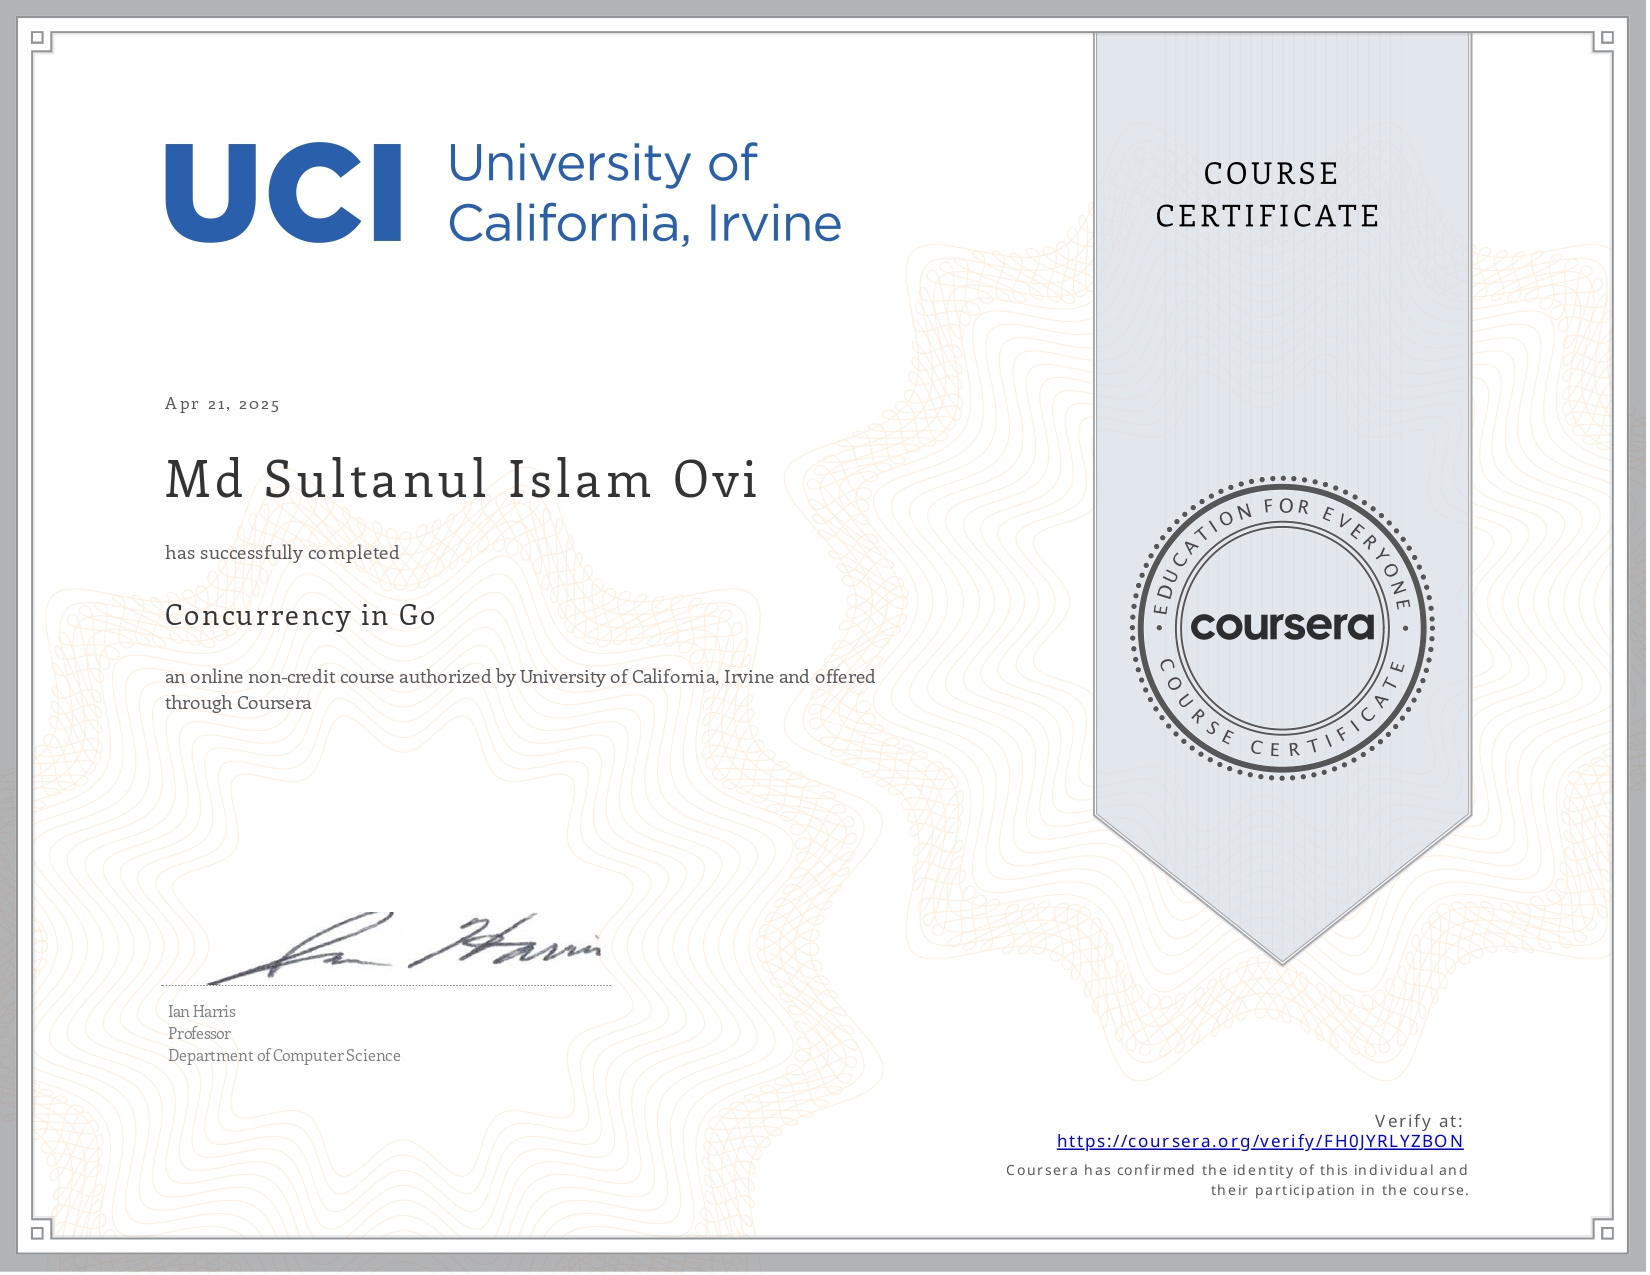 UCI University of
California, Irvine
COURSE
CERTIFICATE
Apr 21, 2025
Md Sultanul Islam Ovi
has successfully completed
Concurrency in Go
an online non-credit course authorized by University of California, Irvine and offered
through Coursera
EDUCATION FOR EVERYONE
coursera
COURSE CERTIFICATE
Ian Harris
Ian Harris
Professor
Department of Computer Science
Verify at:
https://coursera.org/verify/FH0JYRLYZBON
Coursera has confirmed the identity of this individual and
their participation in the course.